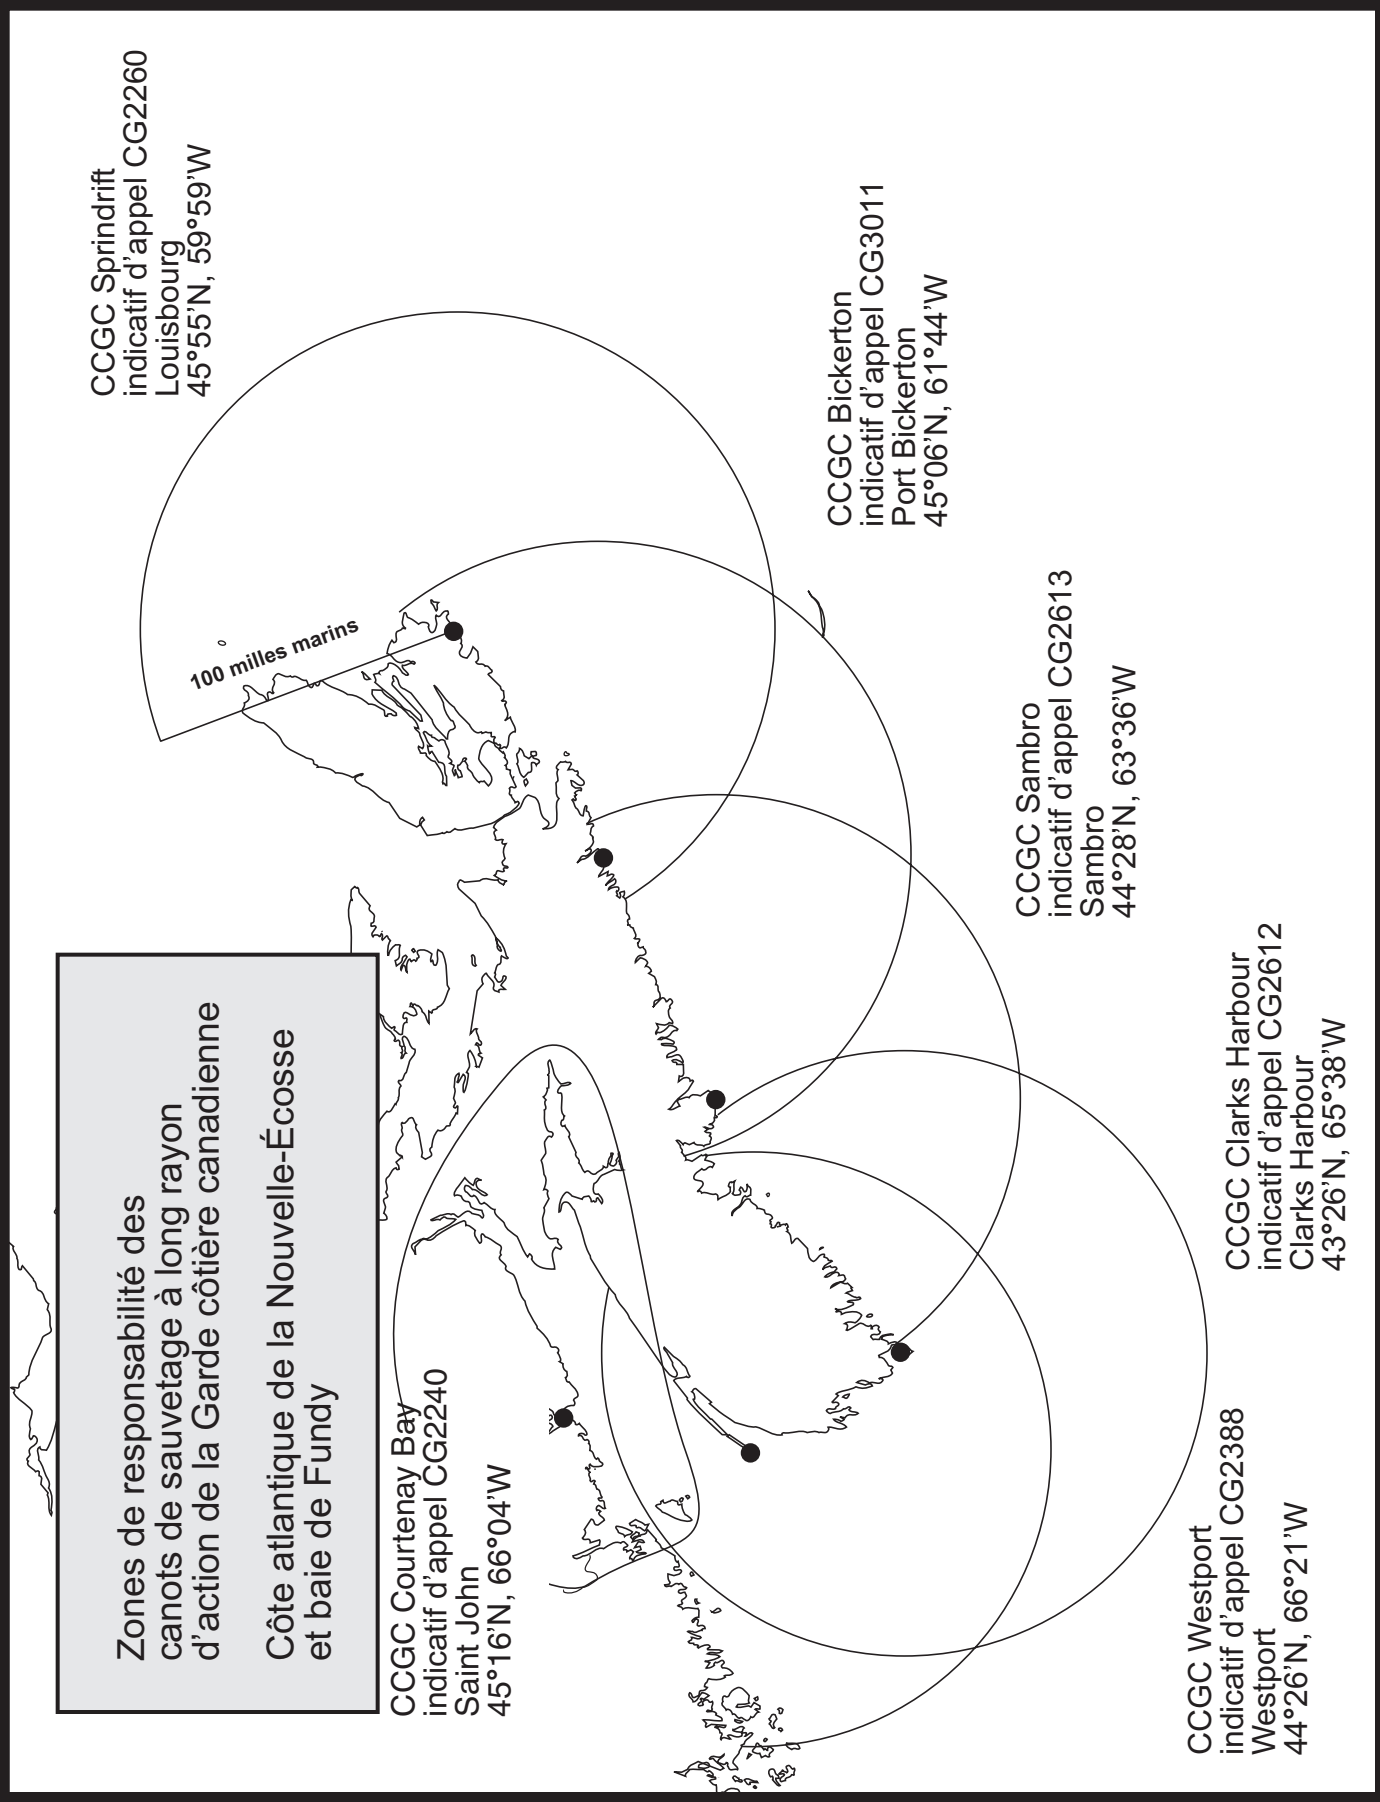 Zones de responsabilité des
canots de sauvetage à long rayon
d’action de la Garde côtière canadienne
Côte atlantique de la Nouvelle-Écosse
et baie de Fundy
CCGC Sprindrift
indicatif d’appel CG2260
Louisbourg
45°55’N, 59°59’W
100 milles marins
CCGC Courtenay Bay
indicatif d’appel CG2240
Saint John
45°16’N, 66°04’W
CCGC Bickerton
indicatif d’appel CG3011
Port Bickerton
45°06’N, 61°44’W
CCGC Sambro
indicatif d’appel CG2613
Sambro
44°28’N, 63°36’W
CCGC Westport
indicatif d’appel CG2388
Westport
44°26’N, 66°21’W
CCGC Clarks Harbour
indicatif d’appel CG2612
Clarks Harbour
43°26’N, 65°38’W